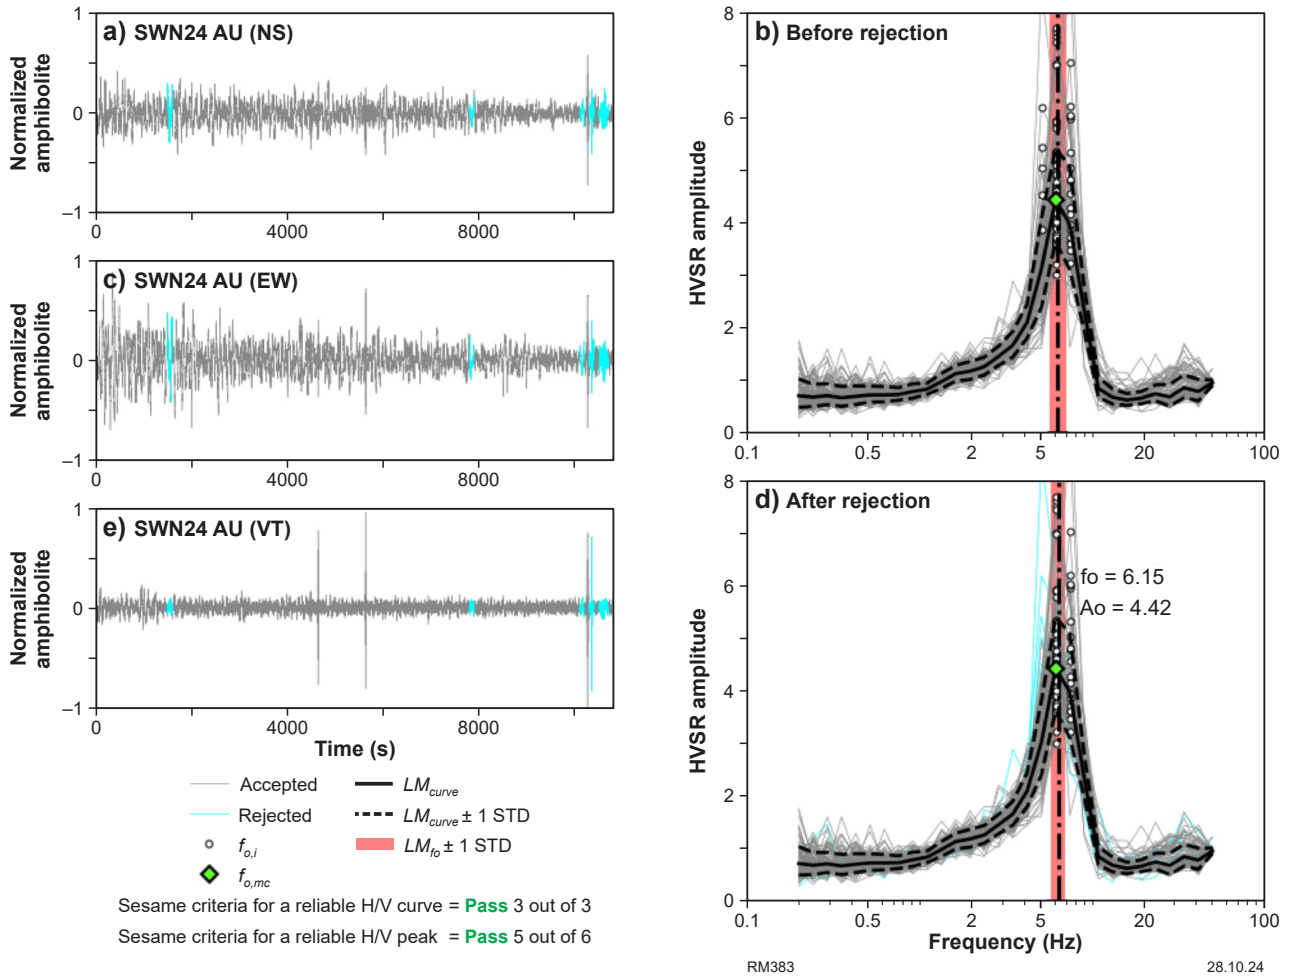 a) SWN24 AU (NS)
Normalized
amphibolite
1
0
–1
0
4000
8000
c) SWN24 AU (EW)
Normalized
amphibolite
1
0
–1
0
4000
8000
e) SWN24 AU (VT)
Normalized
amphibolite
1
0
–1
0
4000
8000
Time (s)
b) Before rejection
HVSR amplitude
8
6
4
2
0
0.1
0.5
2
5
20
100
d) After rejection
fo = 6.15
Ao = 4.42
HVSR amplitude
8
6
4
2
0
0.1
0.5
2
5
20
100
Frequency (Hz)
Accepted
Rejected
fo,i
fo,mc
LMcurve
LMcurve ± 1 STD
LMfo ± 1 STD
Sesame criteria for a reliable H/V curve = Pass 3 out of 3
Sesame criteria for a reliable H/V peak = Pass 5 out of 6
RM383
28.10.24